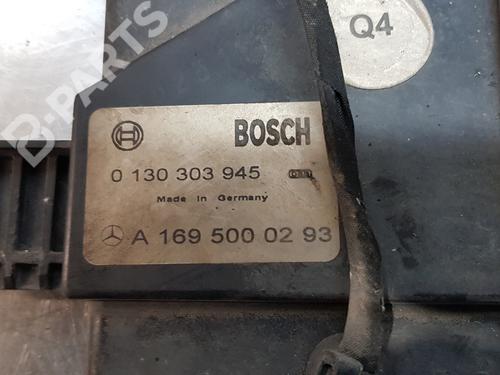 Q4
B-PARTS
BOSCH
0 130 303 945
Made in Germany
A 169 500 02 93